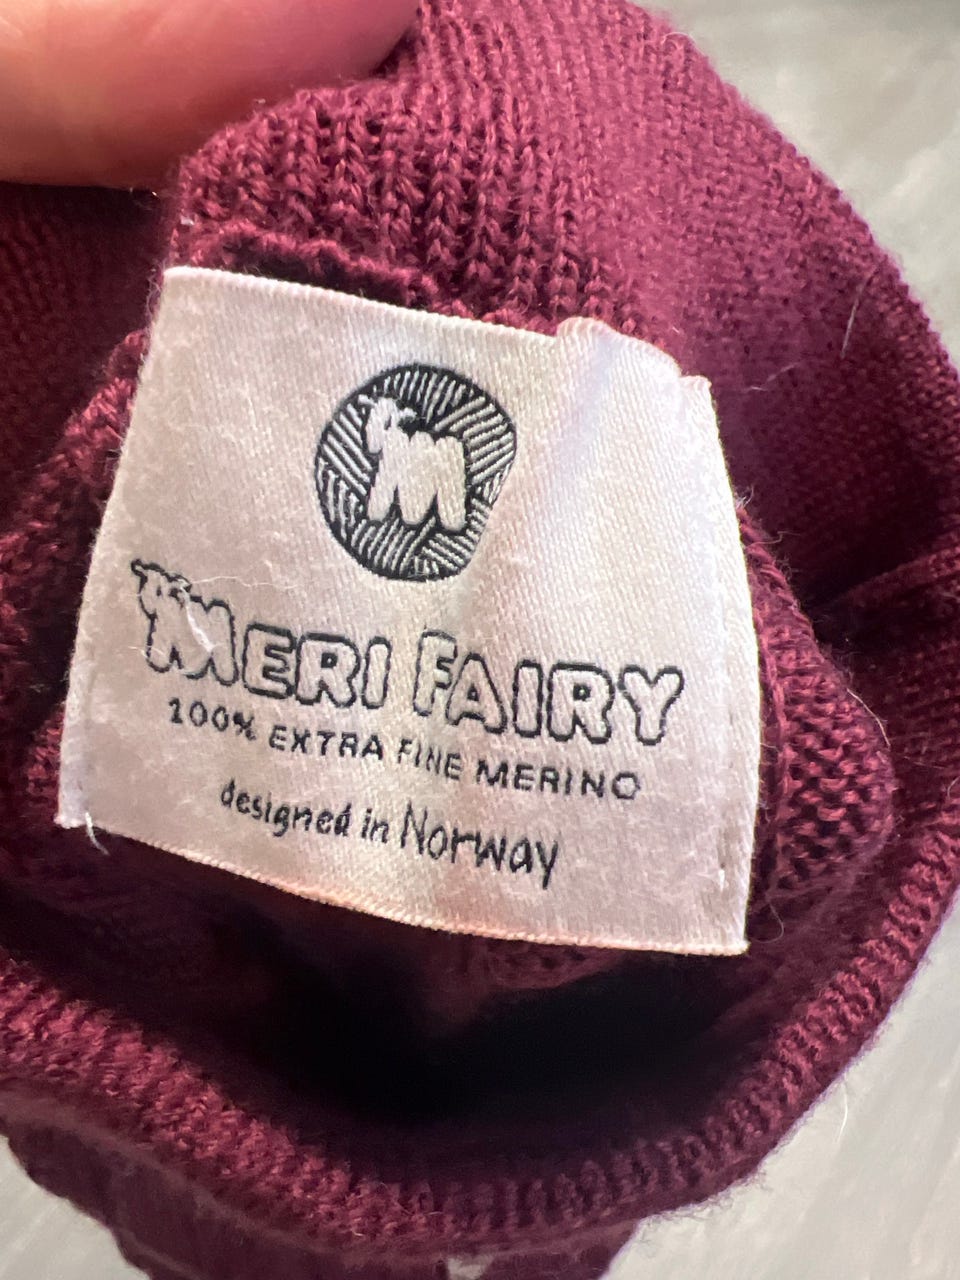 MERI FAIRY
100% EXTRA FINE MERINO
designed in Norway